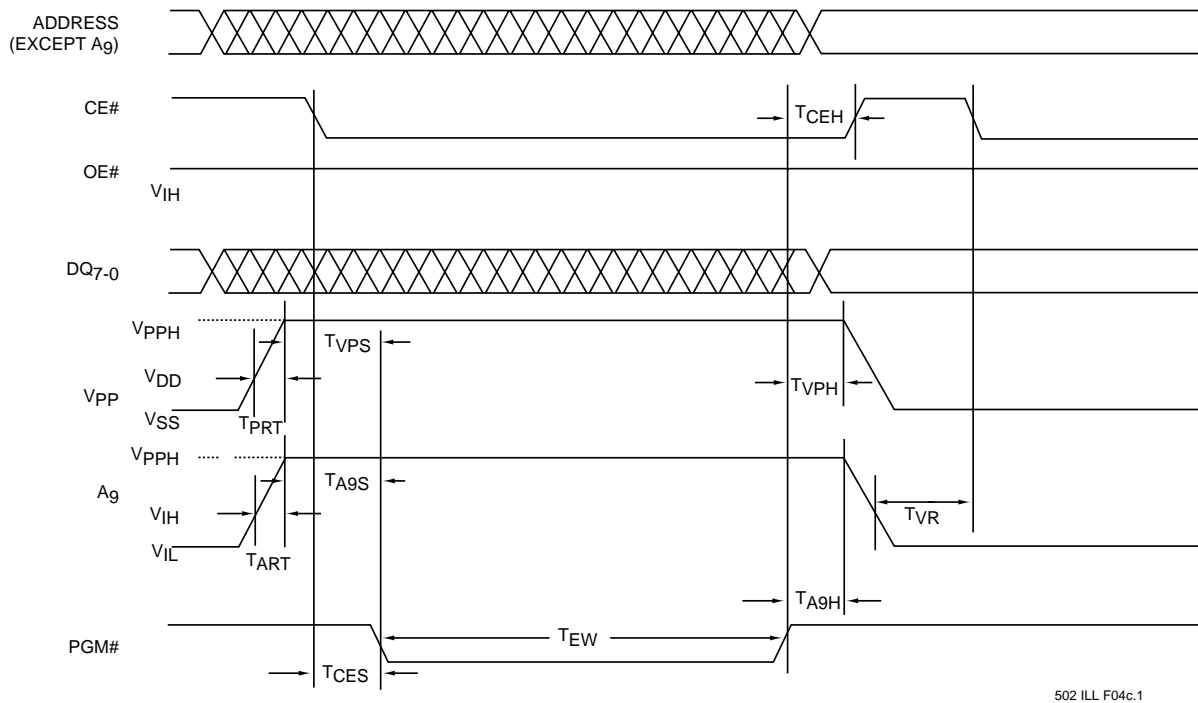 ADDRESS
(EXCEPT A9)
CE#
TCEH
OE#
VIH
DQ7-0
VPPH
TVPS
VDD
TVPH
VPP
VSS
TPRT
VPPH
TA9S
A9
VIH
TVR
VIL
TART
TA9H
TEW
PGM#
TCES
502 ILL F04c.1